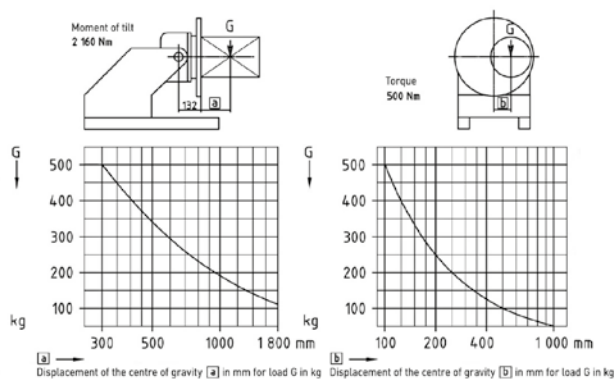 Moment of tilt
2 160 Nm
G
132
a
Torque
500 Nm
G
b
G
500
400
300
200
100
kg
300 500 1000 1 800 mm
a
Displacement of the centre of gravity a in mm for load G in kg
G
500
400
300
200
100
kg
100 200 400 1 000 mm
b
Displacement of the centre of gravity b in mm for load G in kg